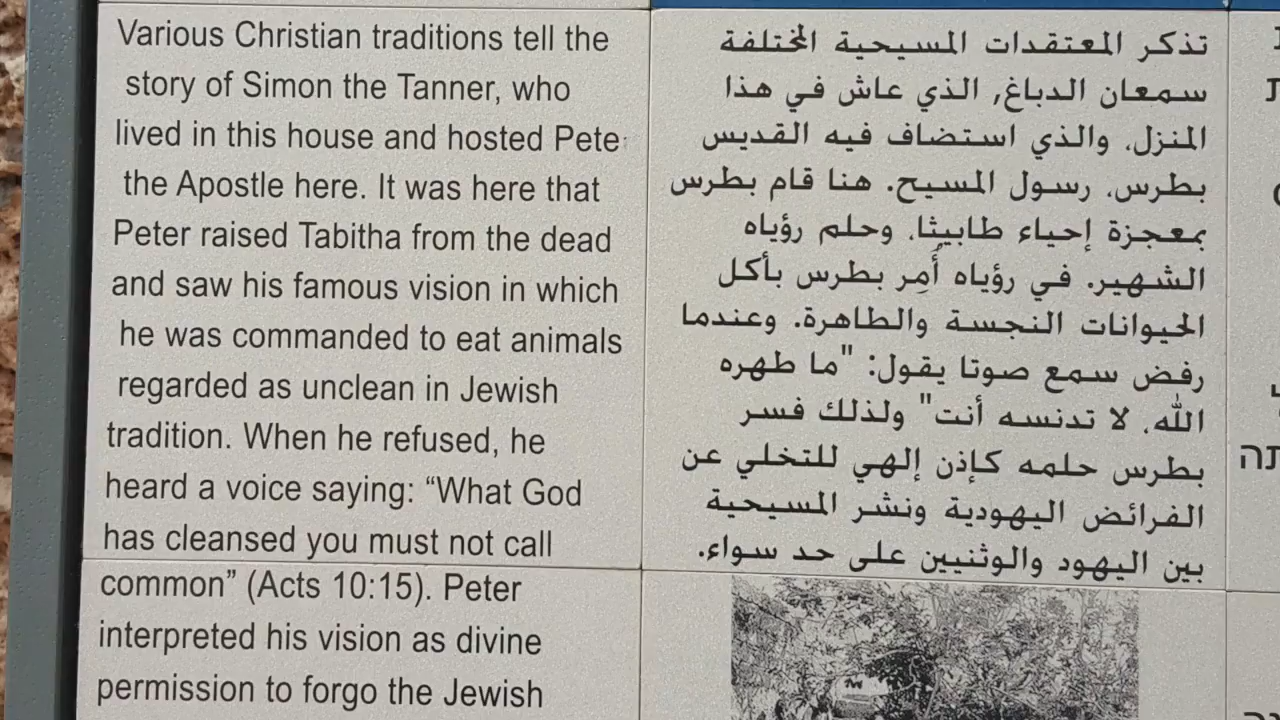 Various Christian traditions tell the
story of Simon the Tanner, who
lived in this house and hosted Pete
the Apostle here. It was here that
Peter raised Tabitha from the dead
and saw his famous vision in which
he was commanded to eat animals
regarded as unclean in Jewish
tradition. When he refused, he
heard a voice saying: “What God
has cleansed you must not call
common” (Acts 10:15). Peter
interpreted his vision as divine
permission to forgo the Jewish
تذكر المعتقدات المسيحية المختلفة
سمعان الدباغ, الذي عاش في هذا
المنزل. والذي استضاف فيه القديس
بطرس. رسول المسيح. هنا قام بطرس
بمعجزة إحياء طابيثا. وحلم رؤياه
الشهير. في رؤياه أُمِر بطرس بأكل
الحيوانات النجسة والطاهرة. وعندما
رفض سمع صوتا يقول: "ما طهره
الله. لا تدنسه أنت" ولذلك فسر
بطرس حلمه كإذن إلهي للتخلي عن
الفرائض اليهودية ونشر المسيحية
بين اليهود والوثنيين على حد سواء.